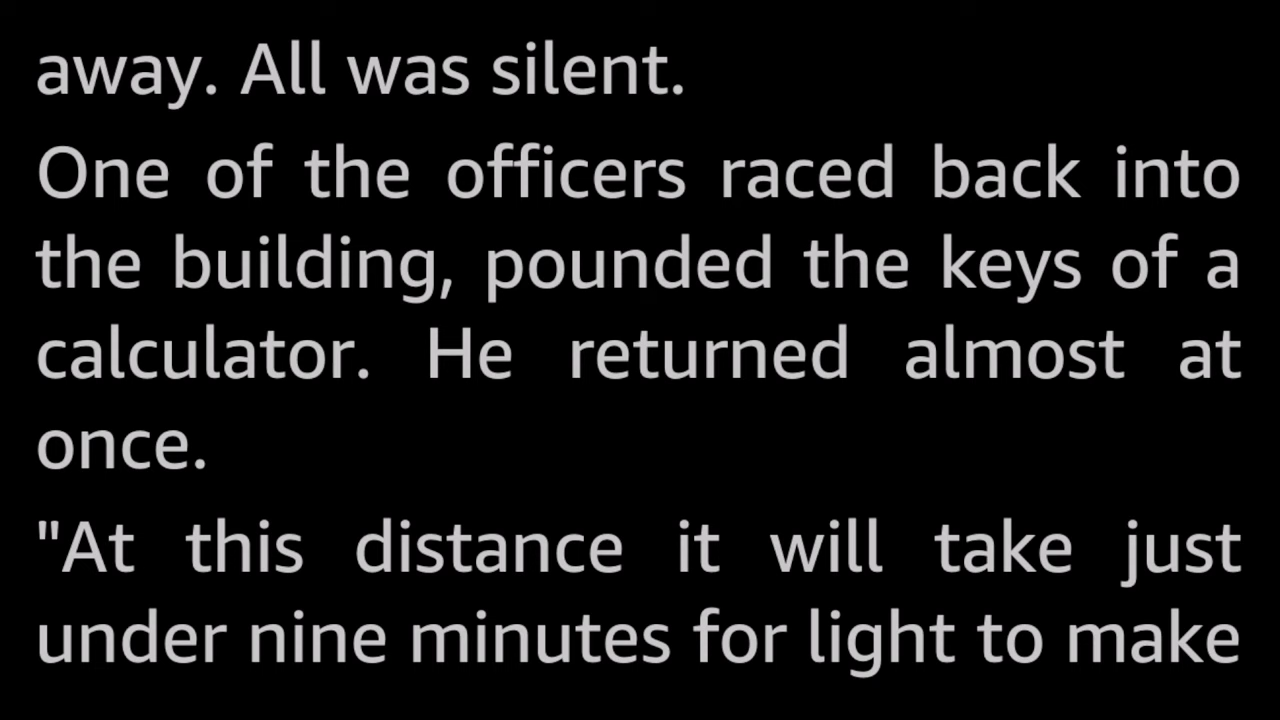 away. All was silent.
One of the officers raced back into
the building, pounded the keys of a
calculator. He returned almost at
once.
"At this distance it will take just
under nine minutes for light to make